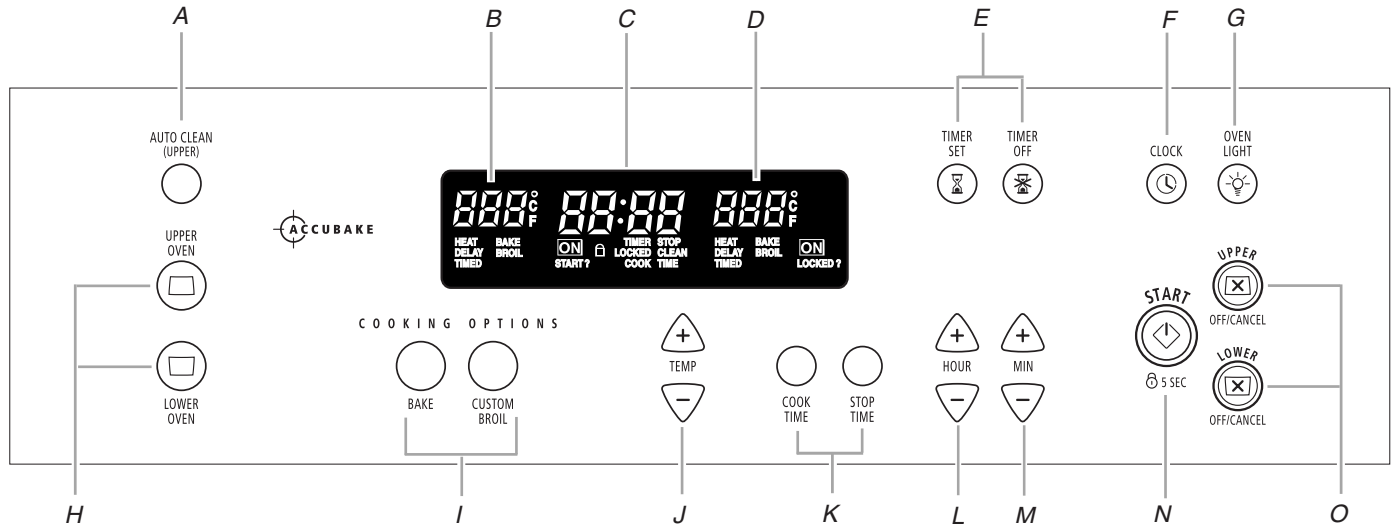 A B C D E F G
AUTO CLEAN
(UPPER)
TIMER
SET
TIMER
OFF
CLOCK
OVEN
LIGHT
ACCUBAKE
888°CF 88:88 888°CF
HEAT BAKE
DELAY BROIL
TIMED
ON
START?
TIMER STOP
LOCKED CLEAN
COOK TIME
HEAT BAKE
DELAY BROIL
TIMED
ON
LOCKED?
UPPER
OVEN
LOWER
OVEN
COOKING OPTIONS
BAKE
CUSTOM
BROIL
+
TEMP
−
COOK
TIME
STOP
TIME
+
HOUR
−
+
MIN
−
START
5 SEC
UPPER
OFF/CANCEL
LOWER
OFF/CANCEL
H I J K L M N O